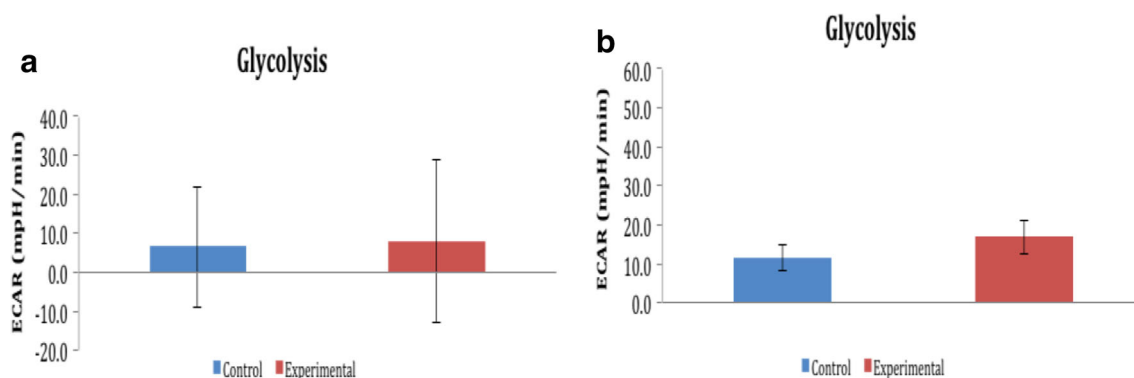 a
Glycolysis
ECAR (mpH/min)
40.0
30.0
20.0
10.0
0.0
-10.0
-20.0
Control Experimental
b
Glycolysis
ECAR (mpH/min)
60.0
50.0
40.0
30.0
20.0
10.0
0.0
Control Experimental